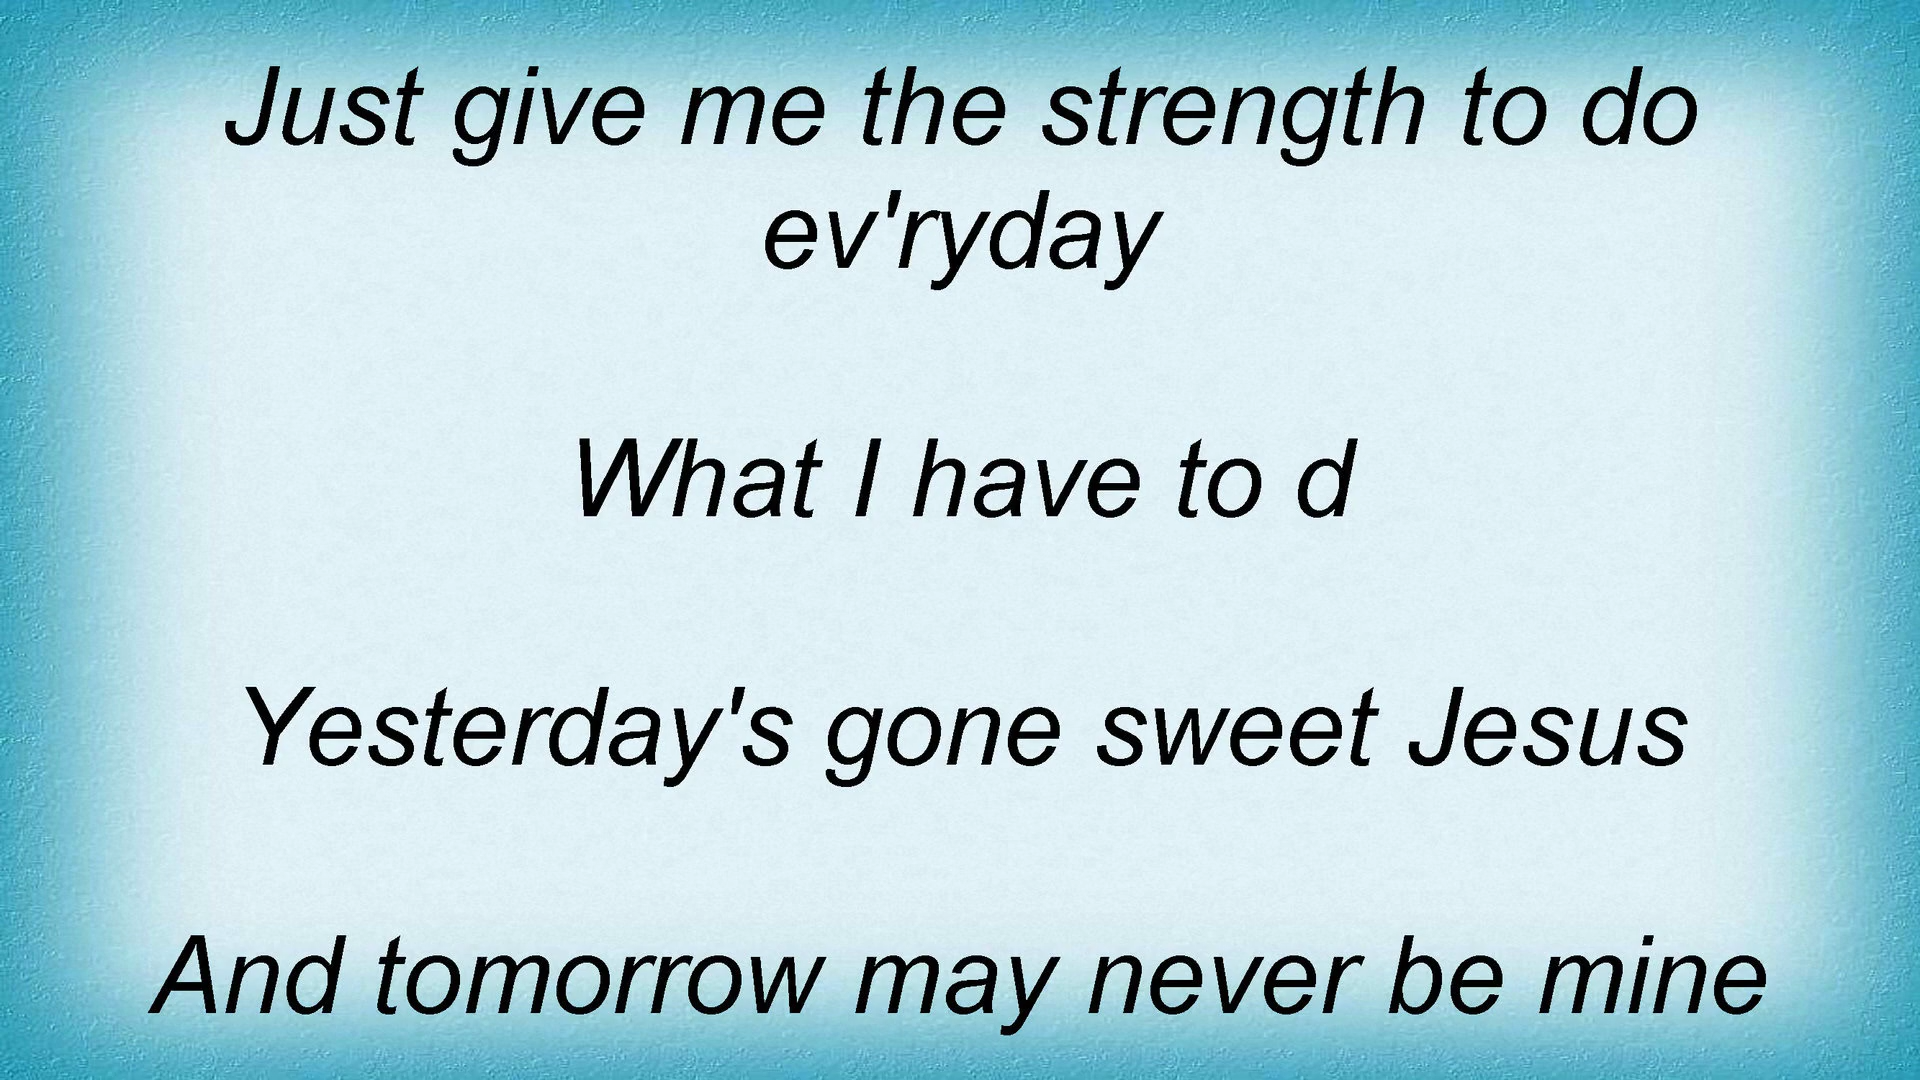 Just give me the strength to do
ev'ryday
What I have to d
Yesterday's gone sweet Jesus
And tomorrow may never be mine